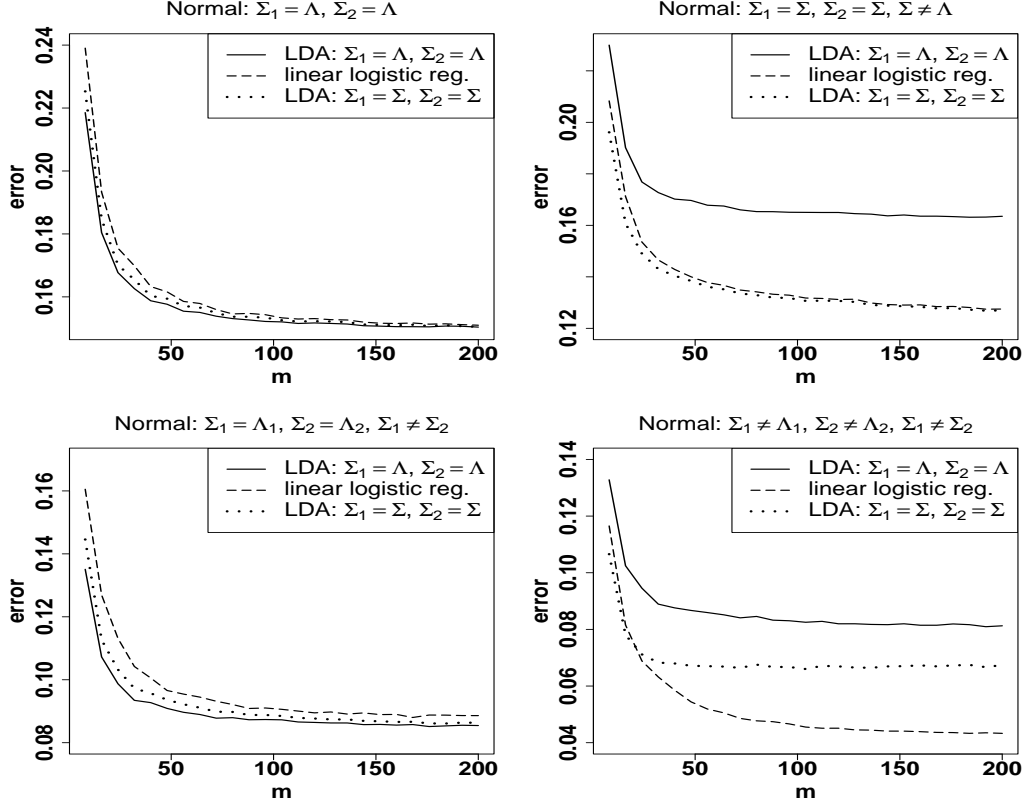 Normal: Σ₁ = Λ, Σ₂ = Λ
LDA: Σ₁ = Λ, Σ₂ = Λ
linear logistic reg.
LDA: Σ₁ = Σ, Σ₂ = Σ
error
0.24
0.22
0.20
0.18
0.16
50
100
150
200
m
Normal: Σ₁ = Σ, Σ₂ = Σ, Σ ≠ Λ
LDA: Σ₁ = Λ, Σ₂ = Λ
linear logistic reg.
LDA: Σ₁ = Σ, Σ₂ = Σ
error
0.20
0.16
0.12
50
100
150
200
m
Normal: Σ₁ = Λ₁, Σ₂ = Λ₂, Σ₁ ≠ Σ₂
LDA: Σ₁ = Λ, Σ₂ = Λ
linear logistic reg.
LDA: Σ₁ = Σ, Σ₂ = Σ
error
0.16
0.14
0.12
0.10
0.08
50
100
150
200
m
Normal: Σ₁ ≠ Λ₁, Σ₂ ≠ Λ₂, Σ₁ ≠ Σ₂
LDA: Σ₁ = Λ, Σ₂ = Λ
linear logistic reg.
LDA: Σ₁ = Σ, Σ₂ = Σ
error
0.14
0.12
0.10
0.08
0.06
0.04
50
100
150
200
m